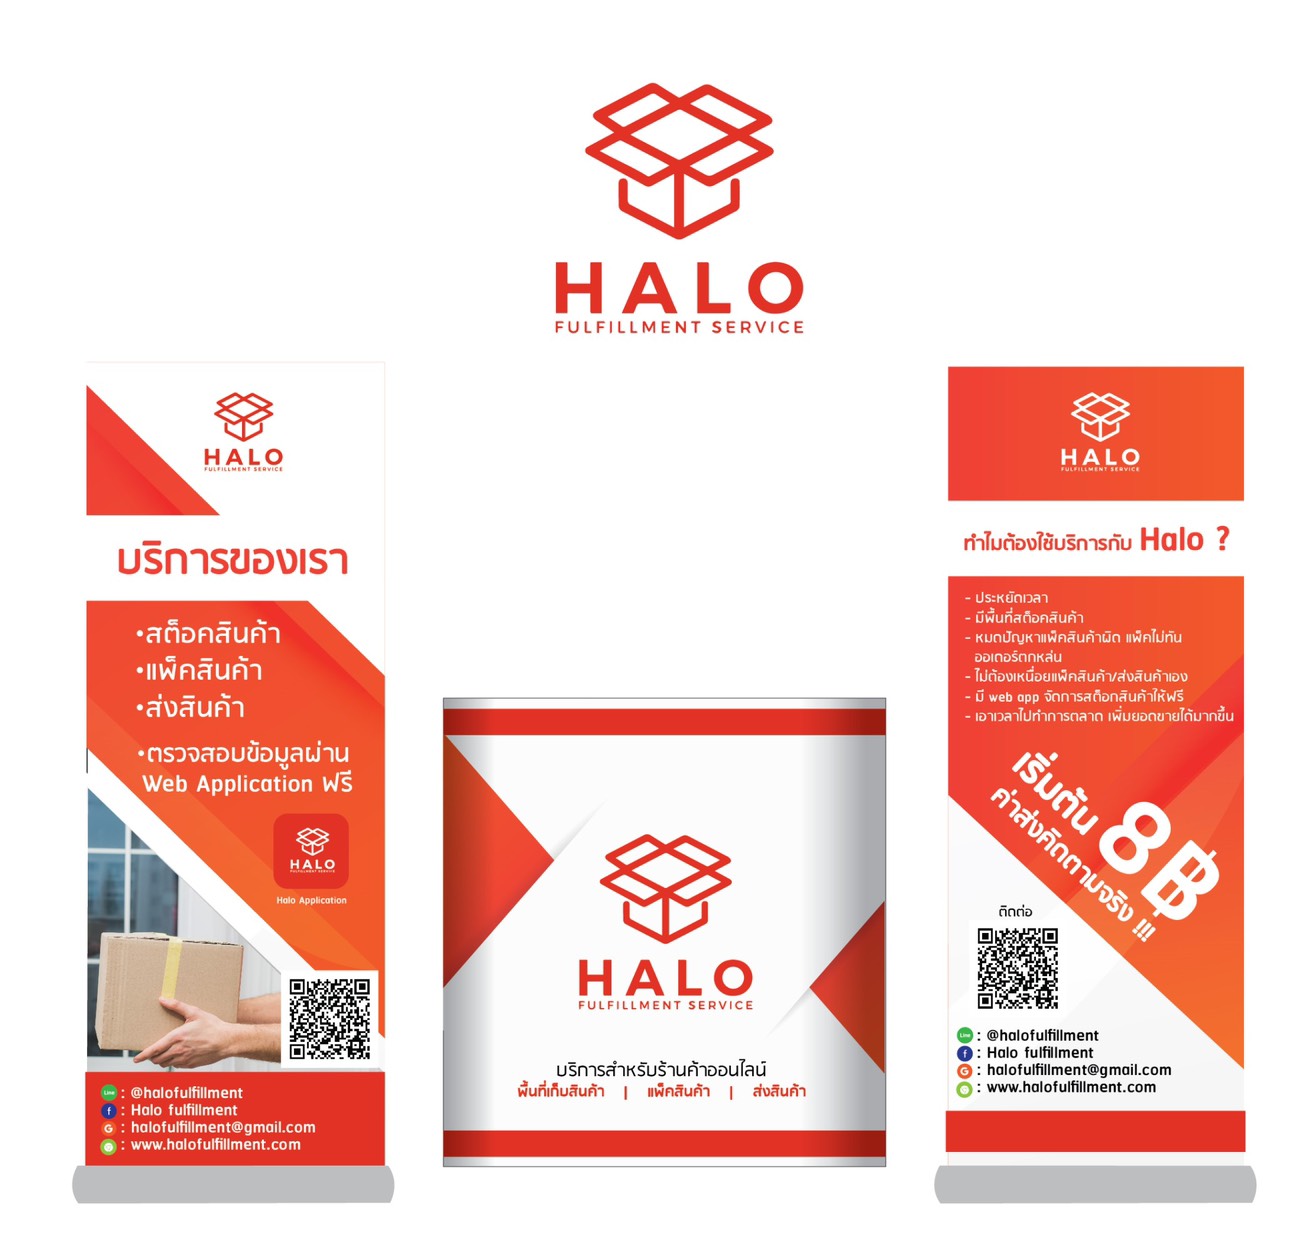 HALO
FULFILLMENT SERVICE
HALO
FULFILLMENT SERVICE
บริการของเรา
•สต็อคสินค้า
•แพ็คสินค้า
•ส่งสินค้า
•ตรวจสอบข้อมูลผ่าน
Web Application ฟรี
HALO
FULFILLMENT SERVICE
Halo Application
Line : @halofulfillment
f : Halo fulfillment
G : halofulfillment@gmail.com
: www.halofulfillment.com
HALO
FULFILLMENT SERVICE
บริการสำหรับร้านค้าออนไลน์
พื้นที่เก็บสินค้า | แพ็คสินค้า | ส่งสินค้า
HALO
FULFILLMENT SERVICE
ทำไมต้องใช้บริการกับ Halo ?
- ประหยัดเวลา
- มีพื้นที่สต็อคสินค้า
- หมดปัญหาแพ็คสินค้าผิด แพ็คไม่ทัน
ออเดอร์ตกหล่น
- ไม่ต้องเหนื่อยแพ็คสินค้า/ส่งสินค้าเอง
- มี web app จัดการสต็อกสินค้าให้ฟรี
- เอาเวลาไปทำการตลาด เพิ่มยอดขายได้มากขึ้น
เริ่มต้น 8฿
ค่าส่งคิดตามจริง !!!
ติดต่อ
Line : @halofulfillment
f : Halo fulfillment
G : halofulfillment@gmail.com
: www.halofulfillment.com